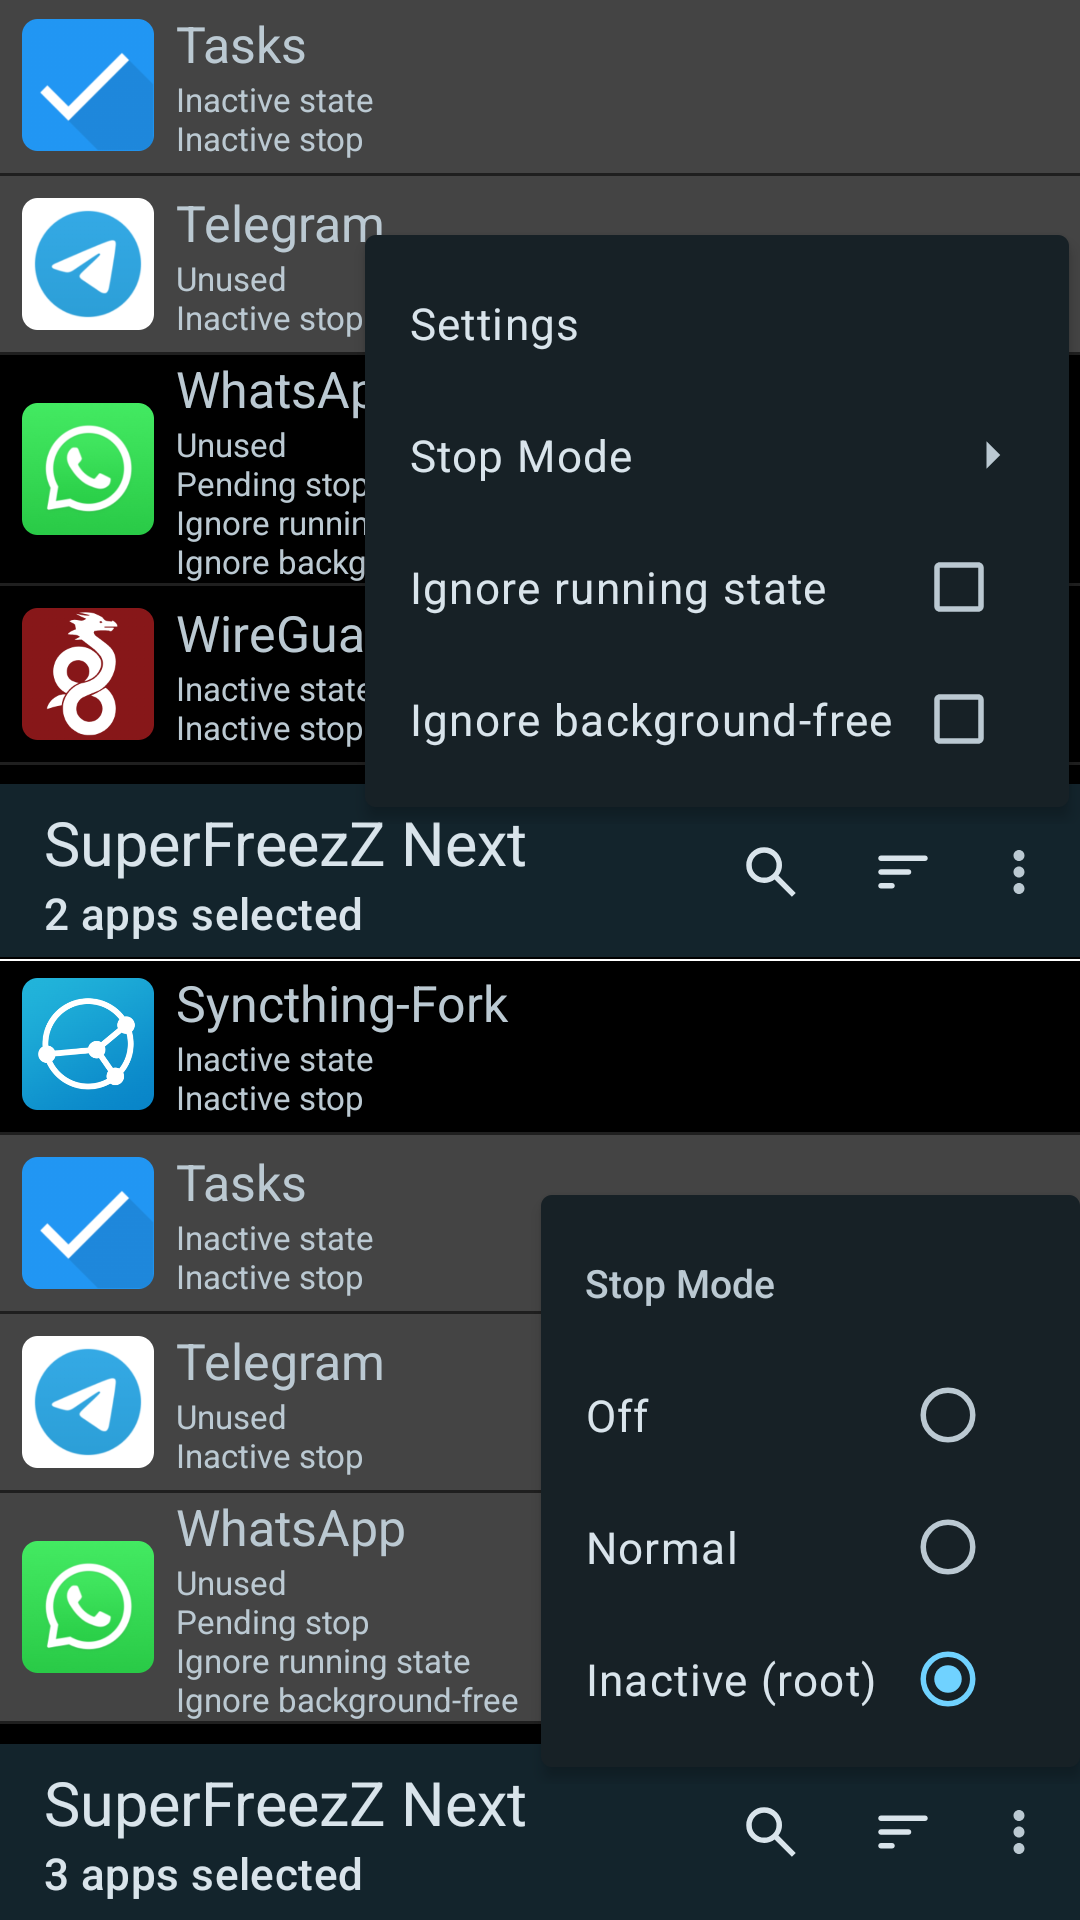 Tasks
Inactive state
Inactive stop
Telegram
Unused
Inactive stop
WhatsAp
Unused
Pending stop
Ignore runnin
Ignore backg
WireGua
Inactive state
Inactive stop
Settings
Stop Mode
Ignore running state
Ignore background-free
SuperFreezZ Next
2 apps selected
Syncthing-Fork
Inactive state
Inactive stop
Tasks
Inactive state
Inactive stop
Telegram
Unused
Inactive stop
WhatsApp
Unused
Pending stop
Ignore running state
Ignore background-free
Stop Mode
Off
Normal
Inactive (root)
SuperFreezZ Next
3 apps selected